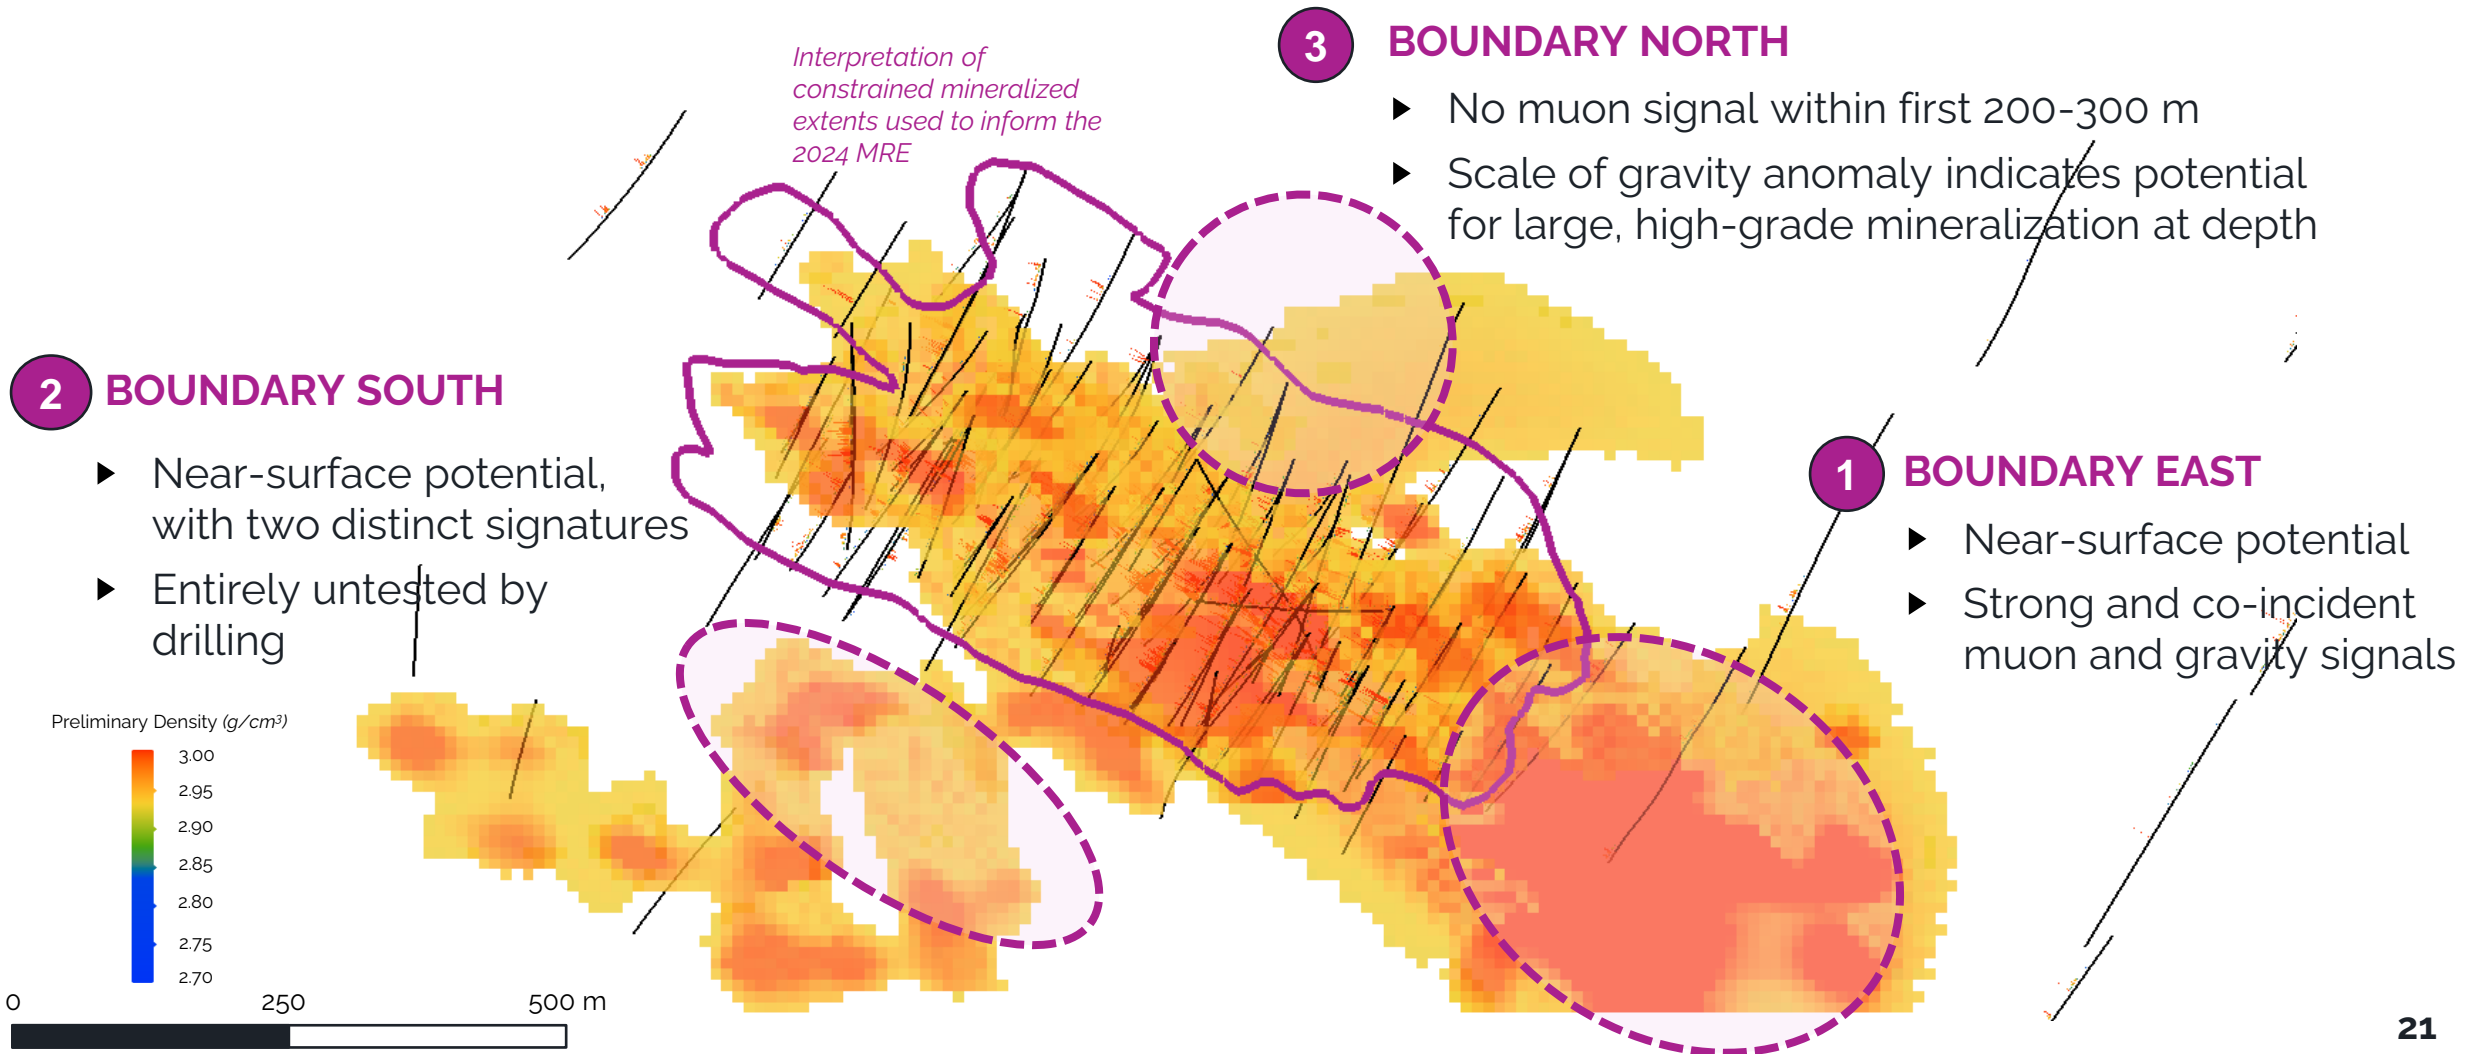 Interpretation of
constrained mineralized
extents used to inform the
2024 MRE
3 BOUNDARY NORTH
► No muon signal within first 200-300 m
► Scale of gravity anomaly indicates potential
for large, high-grade mineralization at depth
2 BOUNDARY SOUTH
► Near-surface potential,
with two distinct signatures
► Entirely untested by
drilling
1 BOUNDARY EAST
► Near-surface potential
► Strong and co-incident
muon and gravity signals
Preliminary Density (g/cm³)
3.00
2.95
2.90
2.85
2.80
2.75
2.70
0 250 500 m
21